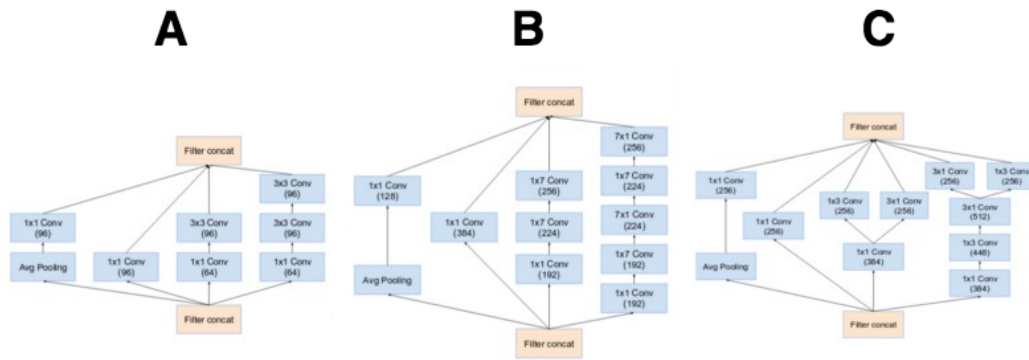 A
B
C
Filter concat
3x3 Conv
(96)
1x1 Conv
(96)
3x3 Conv
(96)
3x3 Conv
(96)
Avg Pooling
1x1 Conv
(96)
1x1 Conv
(64)
1x1 Conv
(64)
Filter concat
Filter concat
7x1 Conv
(256)
1x1 Conv
(128)
1x7 Conv
(256)
1x7 Conv
(224)
1x1 Conv
(384)
1x7 Conv
(224)
7x1 Conv
(224)
Avg Pooling
1x1 Conv
(192)
1x7 Conv
(192)
1x1 Conv
(192)
Filter concat
Filter concat
3x1 Conv
(256)
1x3 Conv
(256)
1x1 Conv
(256)
1x3 Conv
(256)
3x1 Conv
(256)
3x1 Conv
(512)
1x1 Conv
(256)
1x3 Conv
(448)
Avg Pooling
1x1 Conv
(384)
1x1 Conv
(384)
Filter concat